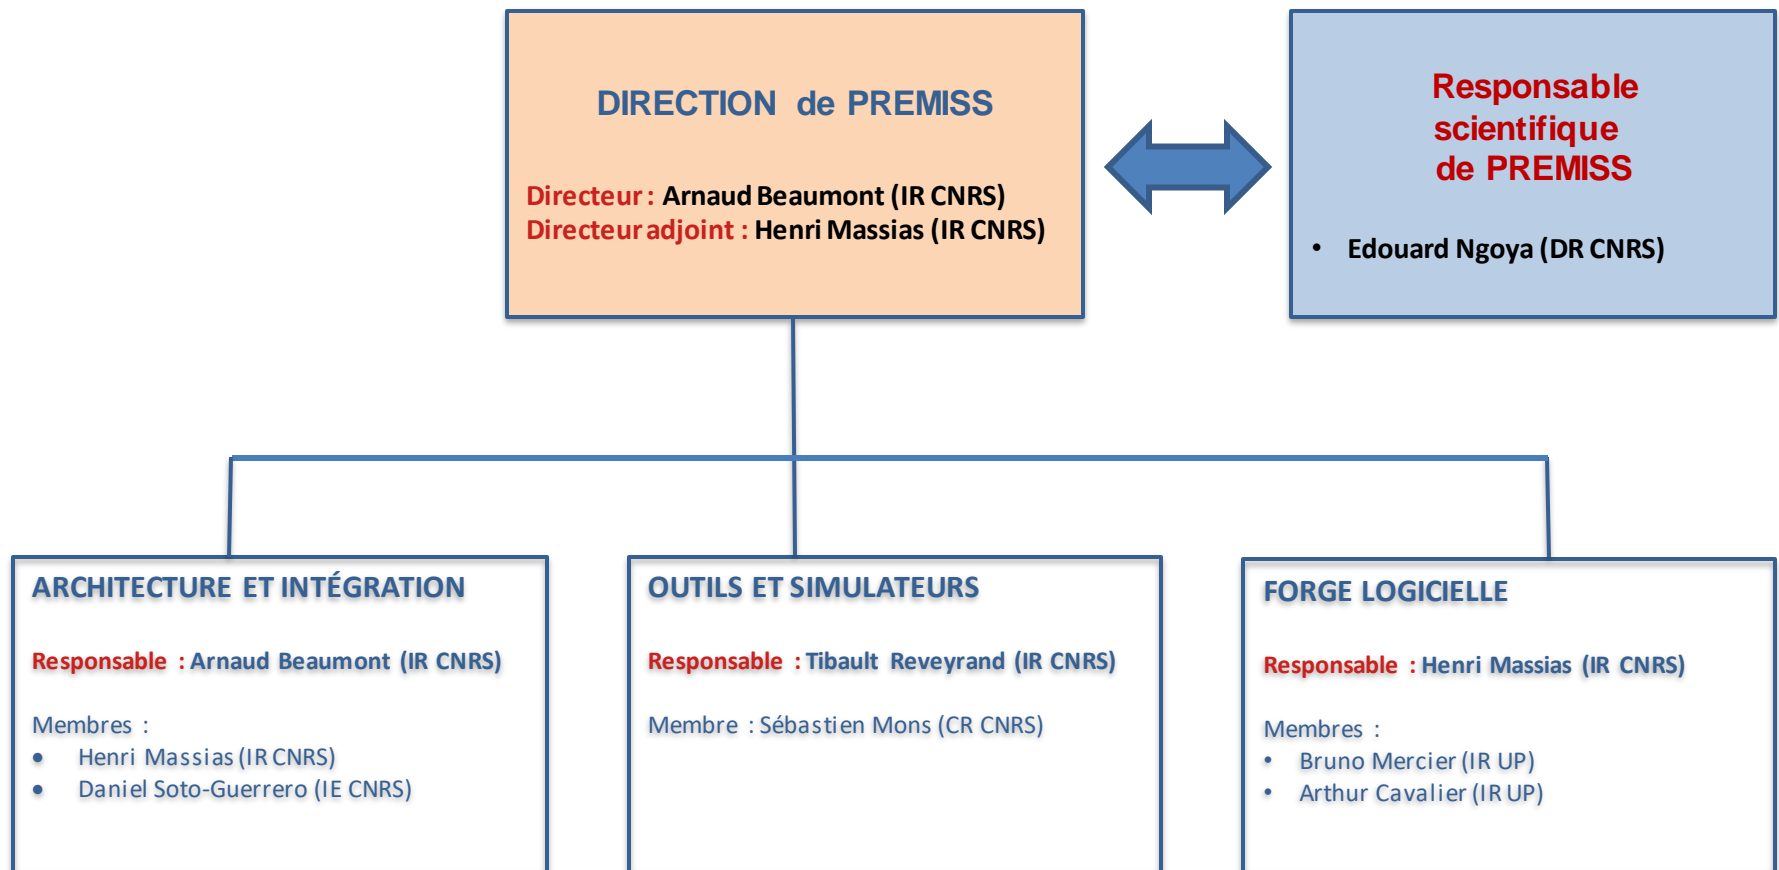 DIRECTION de PREMISS
Directeur : Arnaud Beaumont (IR CNRS)
Directeur adjoint : Henri Massias (IR CNRS)
Responsable
scientifique
de PREMISS
• Edouard Ngoya (DR CNRS)
ARCHITECTURE ET INTÉGRATION
Responsable : Arnaud Beaumont (IR CNRS)
Membres :
• Henri Massias (IR CNRS)
• Daniel Soto-Guerrero (IE CNRS)
OUTILS ET SIMULATEURS
Responsable : Tibault Reveyrand (IR CNRS)
Membre : Sébastien Mons (CR CNRS)
FORGE LOGICIELLE
Responsable : Henri Massias (IR CNRS)
Membres :
• Bruno Mercier (IR UP)
• Arthur Cavalier (IR UP)